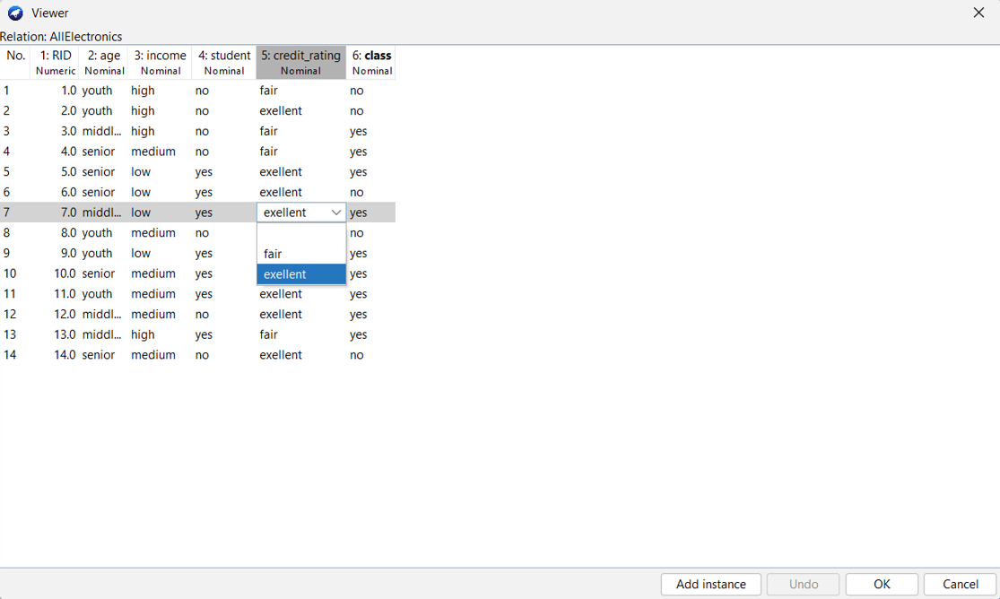 Viewer
Relation: AllElectronics
No. 1: RID 2: age 3: income 4: student 5: credit_rating 6: class
Numeric Nominal Nominal Nominal Nominal Nominal
1 1.0 youth high no fair no
2 2.0 youth high no exellent no
3 3.0 middl... high no fair yes
4 4.0 senior medium no fair yes
5 5.0 senior low yes exellent yes
6 6.0 senior low yes exellent no
7 7.0 middl... low yes exellent yes
8 8.0 youth medium no no
9 9.0 youth low yes fair yes
10 10.0 senior medium yes exellent yes
11 11.0 youth medium yes exellent yes
12 12.0 middl... medium no exellent yes
13 13.0 middl... high yes fair yes
14 14.0 senior medium no exellent no
Add instance Undo OK Cancel